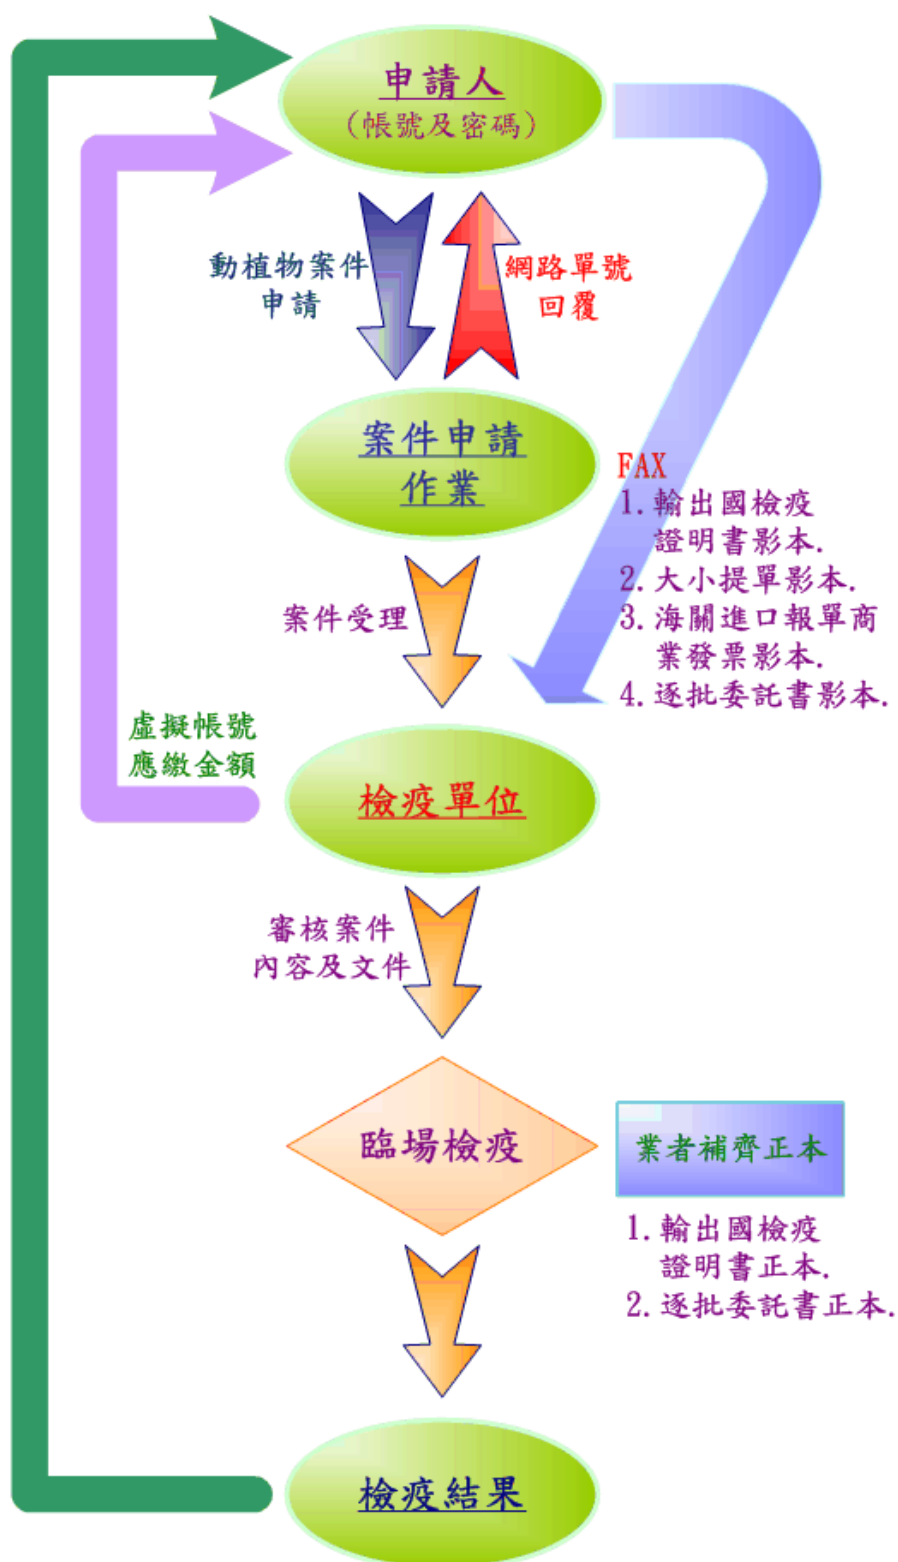 申請人
(帳號及密碼)
動植物案件
申請
網路單號
回覆
案件申請
作業
FAX
1.輸出國檢疫
證明書影本.
2.大小提單影本.
3.海關進口報單商
業發票影本.
4.逐批委託書影本.
案件受理
虛擬帳號
應繳金額
檢疫單位
審核案件
內容及文件
臨場檢疫
業者補齊正本
1.輸出國檢疫
證明書正本.
2.逐批委託書正本.
檢疫結果